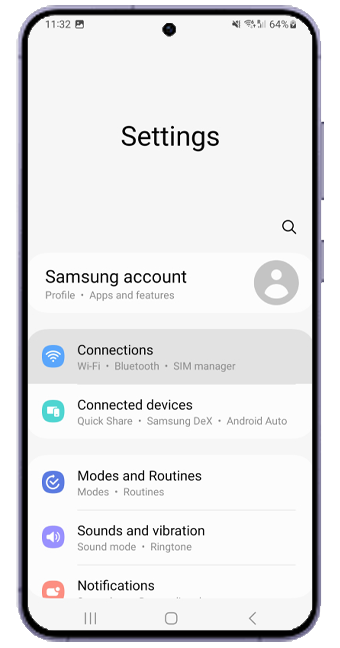 11:32 64%
Settings
Samsung account
Profile • Apps and features
Connections
Wi-Fi • Bluetooth • SIM manager
Connected devices
Quick Share • Samsung DeX • Android Auto
Modes and Routines
Modes • Routines
Sounds and vibration
Sound mode • Ringtone
Notifications